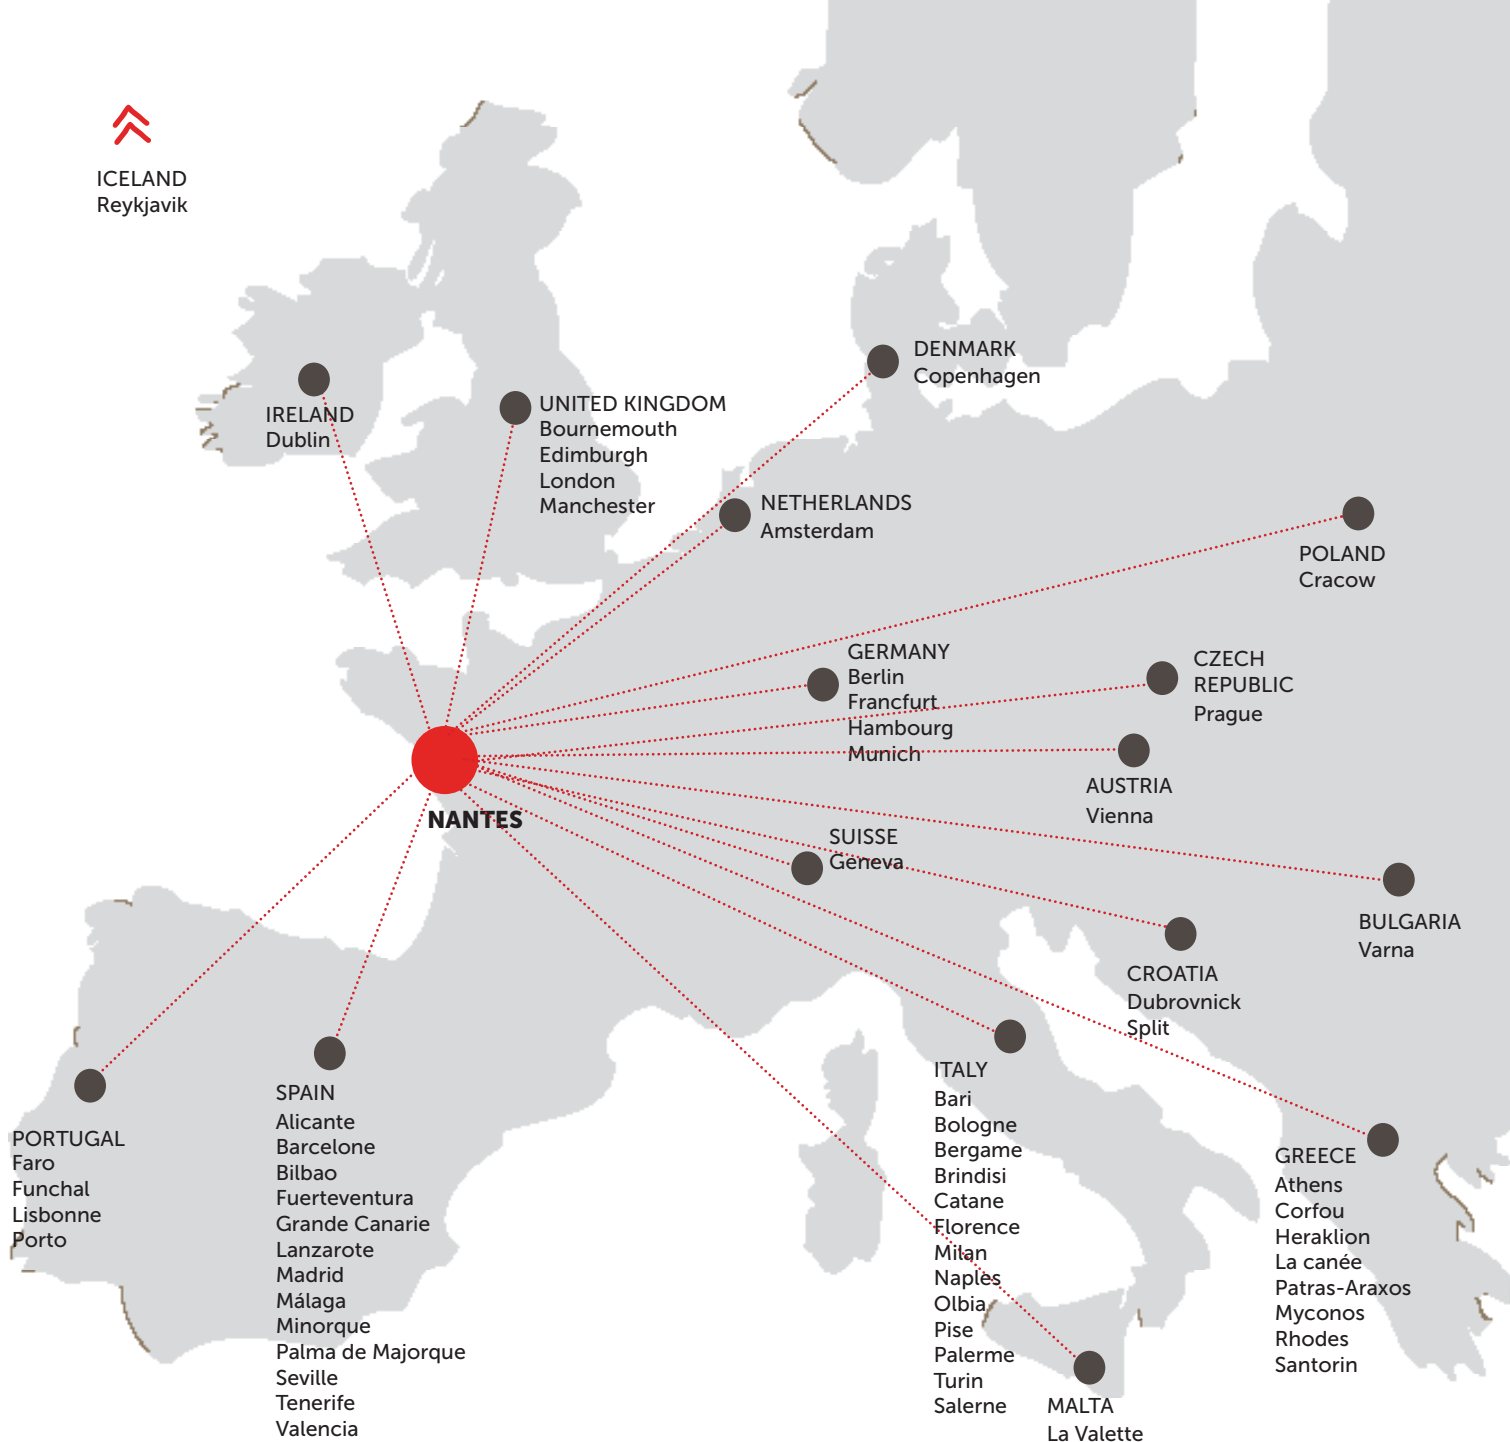 ICELAND
Reykjavik
DENMARK
Copenhagen
IRELAND
Dublin
UNITED KINGDOM
Bournemouth
Edimburgh
London
Manchester
NETHERLANDS
Amsterdam
POLAND
Cracow
GERMANY
Berlin
Francfurt
Hambourg
Munich
CZECH
REPUBLIC
Prague
AUSTRIA
Vienna
NANTES
SUISSE
Geneva
BULGARIA
Varna
CROATIA
Dubrovnick
Split
PORTUGAL
Faro
Funchal
Lisbonne
Porto
SPAIN
Alicante
Barcelone
Bilbao
Fuerteventura
Grande Canarie
Lanzarote
Madrid
Málaga
Minorque
Palma de Majorque
Seville
Tenerife
Valencia
ITALY
Bari
Bologne
Bergame
Brindisi
Catane
Florence
Milan
Naples
Olbia
Pise
Palerme
Turin
Salerne
GREECE
Athens
Corfou
Heraklion
La canée
Patras-Araxos
Myconos
Rhodes
Santorin
MALTA
La Valette